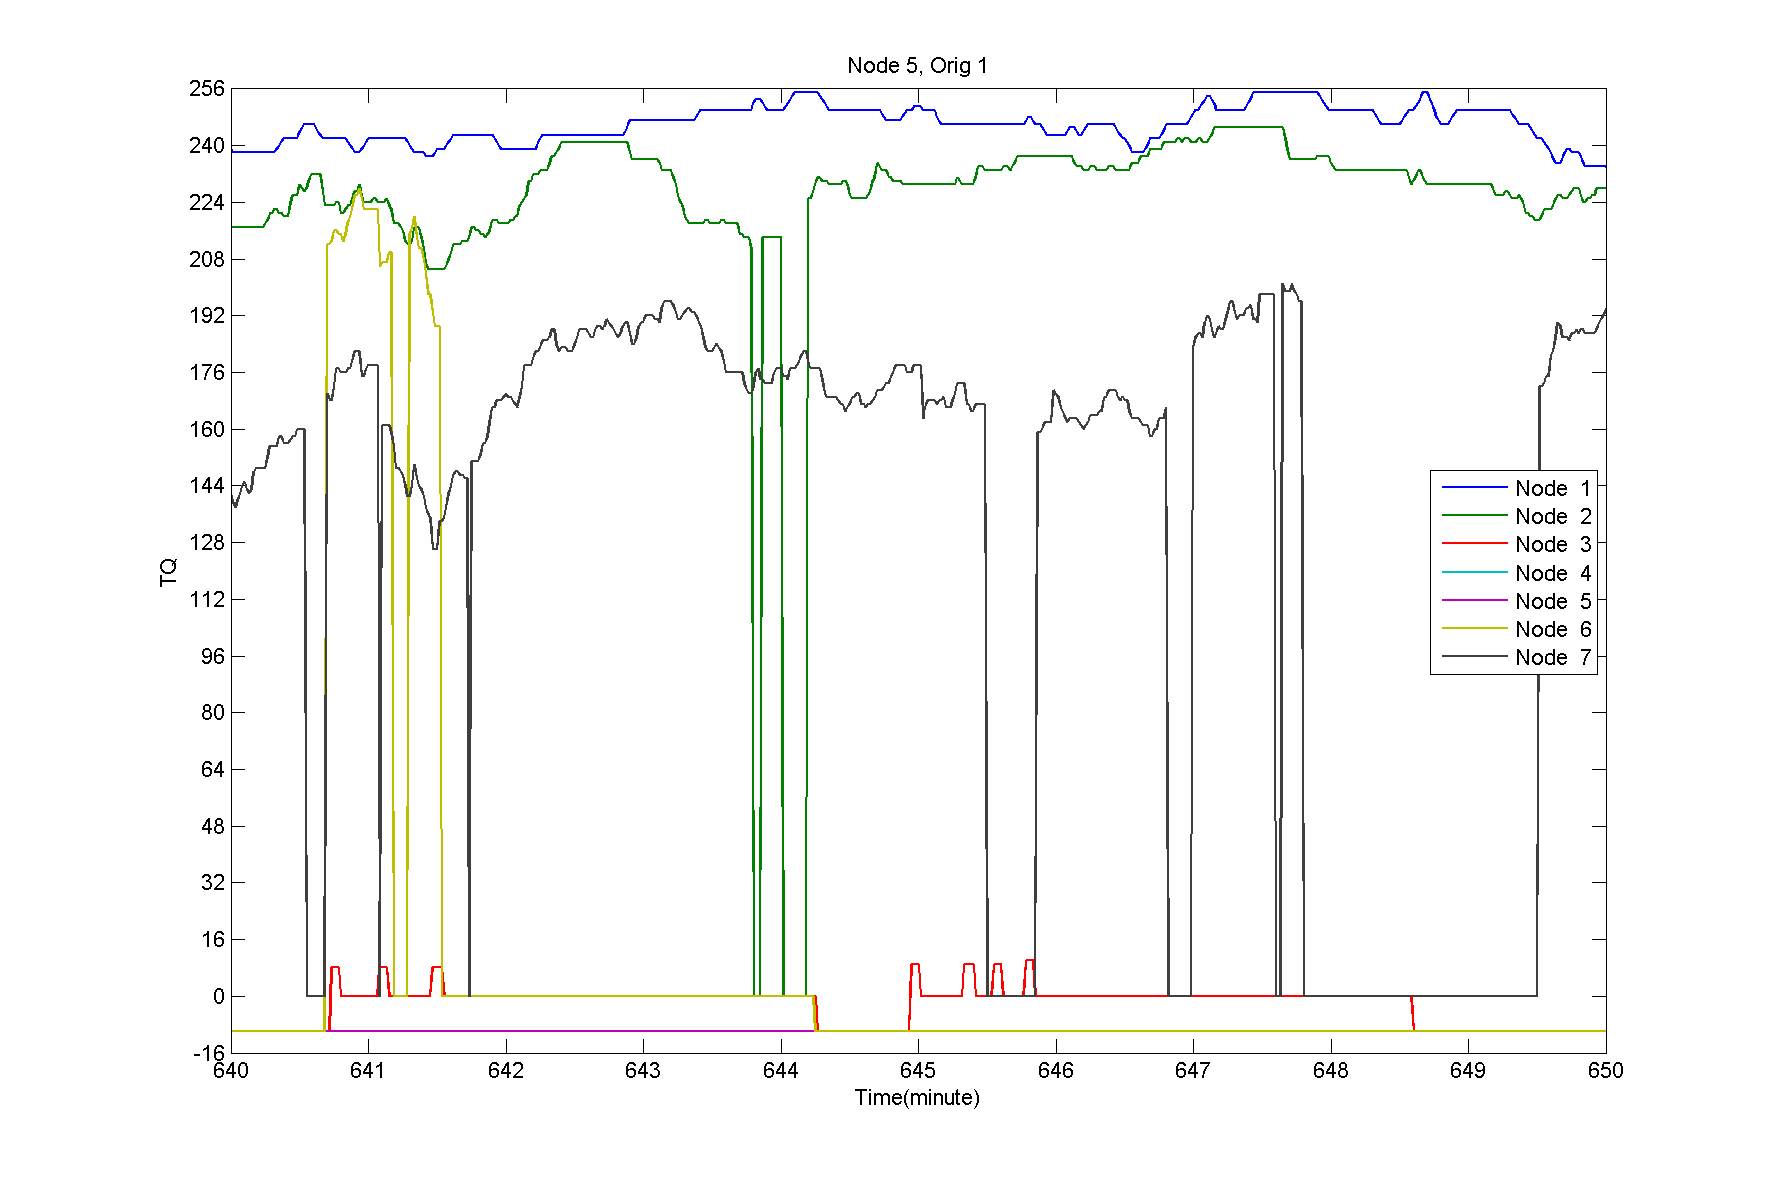 Node 5, Orig 1
256
240
224
208
192
176
160
144
128
112
96
80
64
48
32
16
0
-16
TQ
Node 1
Node 2
Node 3
Node 4
Node 5
Node 6
Node 7
640 641 642 643 644 645 646 647 648 649 650
Time(minute)